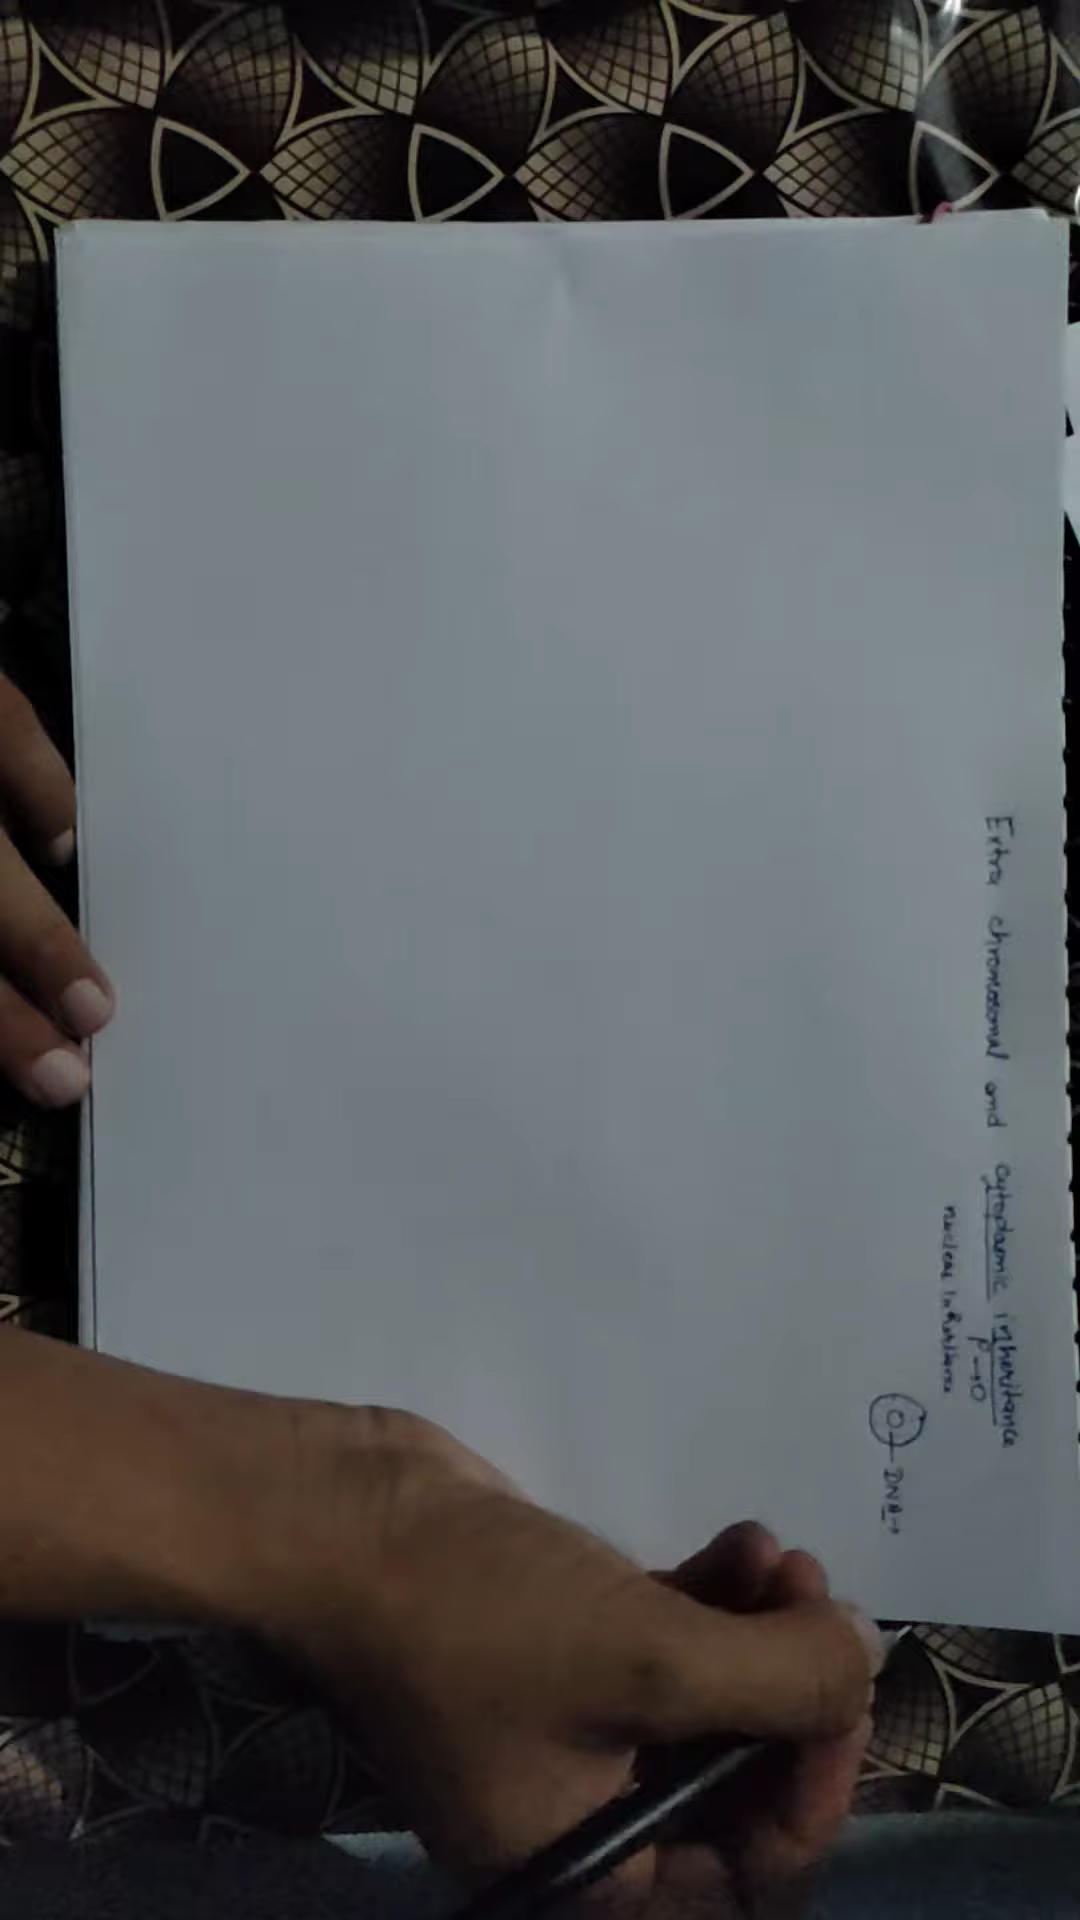 Extra chromosomal and cytoplasmic inheritance
P→O
nuclear inheritance
DNA→